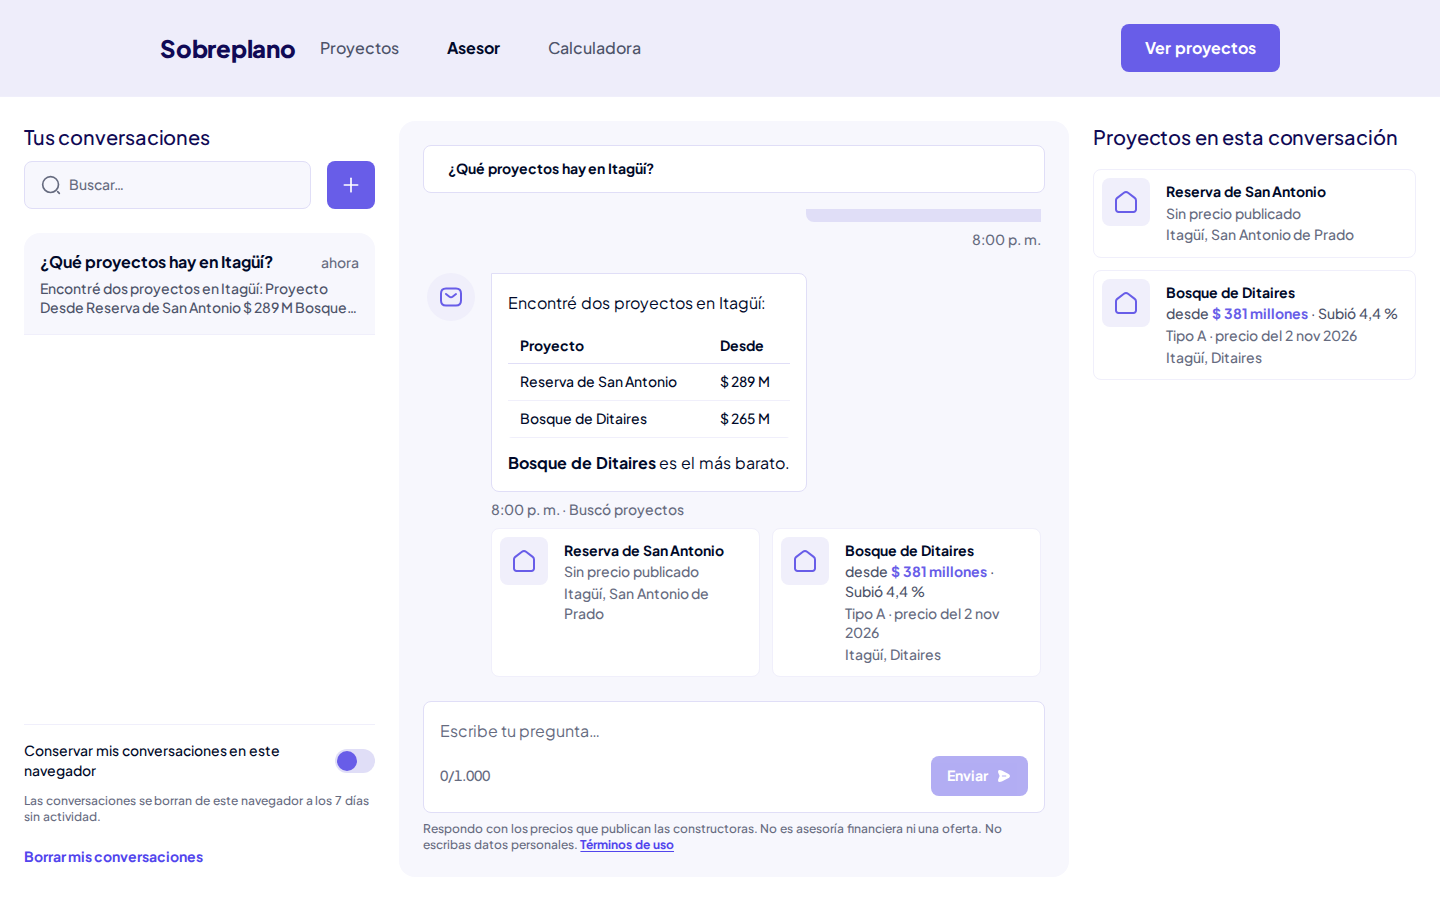 Sobreplano
Proyectos
Asesor
Calculadora
Ver proyectos
Tus conversaciones
Buscar...
¿Qué proyectos hay en Itagüí?
ahora
Encontré dos proyectos en Itagüí: Proyecto
Desde Reserva de San Antonio $ 289 M Bosque...
Conservar mis conversaciones en este
navegador
Las conversaciones se borran de este navegador a los 7 días
sin actividad.
Borrar mis conversaciones
¿Qué proyectos hay en Itagüí?
8:00 p. m.
Encontré dos proyectos en Itagüí:
Proyecto Desde
Reserva de San Antonio $ 289 M
Bosque de Ditaires $ 265 M
Bosque de Ditaires es el más barato.
8:00 p. m. · Buscó proyectos
Reserva de San Antonio
Sin precio publicado
Itagüí, San Antonio de
Prado
Bosque de Ditaires
desde $ 381 millones ·
Subió 4,4 %
Tipo A · precio del 2 nov
2026
Itagüí, Ditaires
Escribe tu pregunta...
0/1.000
Enviar
Respondo con los precios que publican las constructoras. No es asesoría financiera ni una oferta. No
escribas datos personales. Términos de uso
Proyectos en esta conversación
Reserva de San Antonio
Sin precio publicado
Itagüí, San Antonio de Prado
Bosque de Ditaires
desde $ 381 millones · Subió 4,4 %
Tipo A · precio del 2 nov 2026
Itagüí, Ditaires